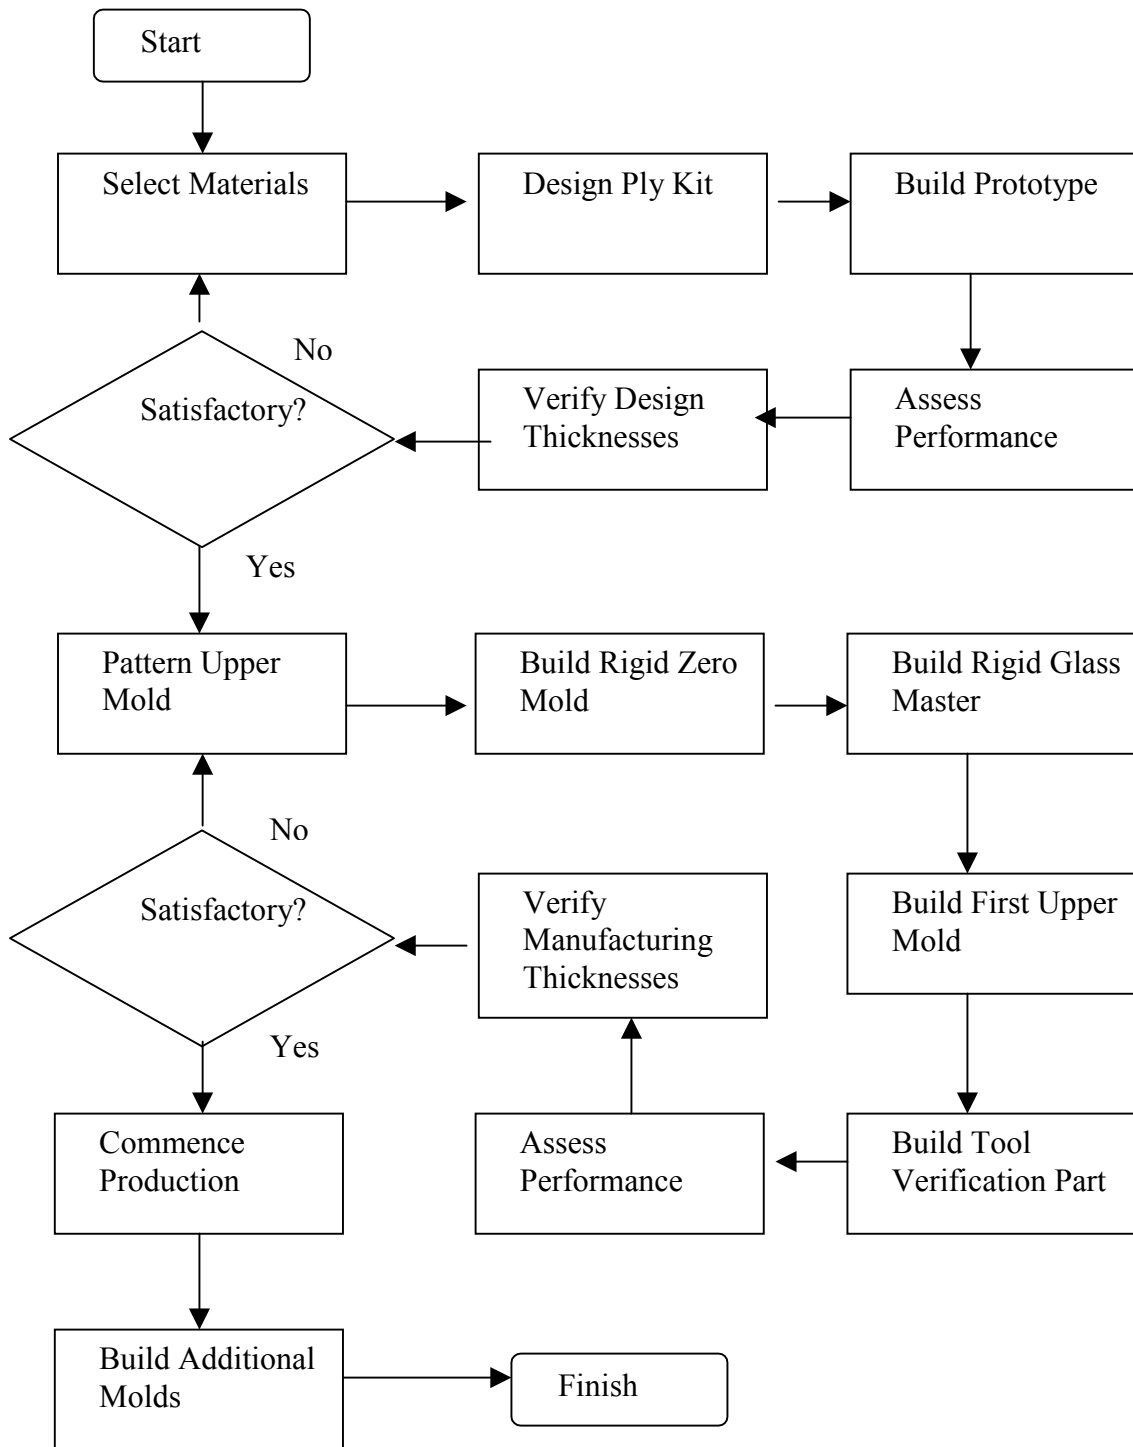 Start
Select Materials
Design Ply Kit
Build Prototype
No
Satisfactory?
Verify Design
Thicknesses
Assess
Performance
Yes
Pattern Upper
Mold
Build Rigid Zero
Mold
Build Rigid Glass
Master
No
Satisfactory?
Verify
Manufacturing
Thicknesses
Build First Upper
Mold
Yes
Commence
Production
Assess
Performance
Build Tool
Verification Part
Build Additional
Molds
Finish